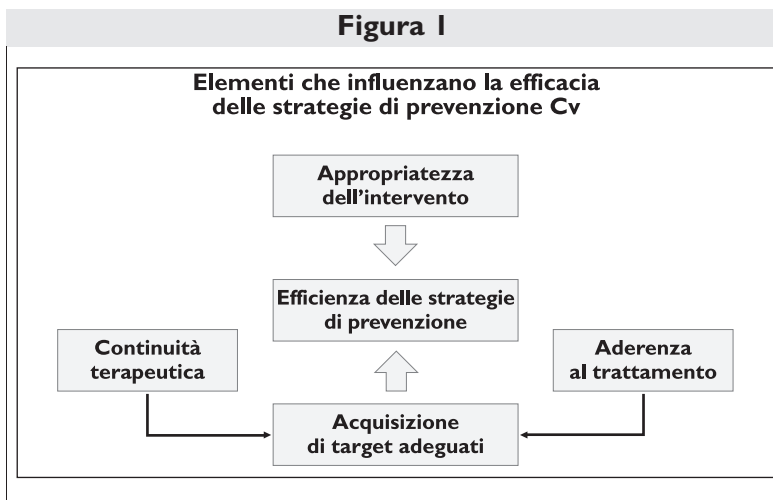 Figura 1
Elementi che influenzano la efficacia
delle strategie di prevenzione Cv
Appropriatezza
dell'intervento
Efficienza delle strategie
di prevenzione
Continuità
terapeutica
Aderenza
al trattamento
Acquisizione
di target adeguati